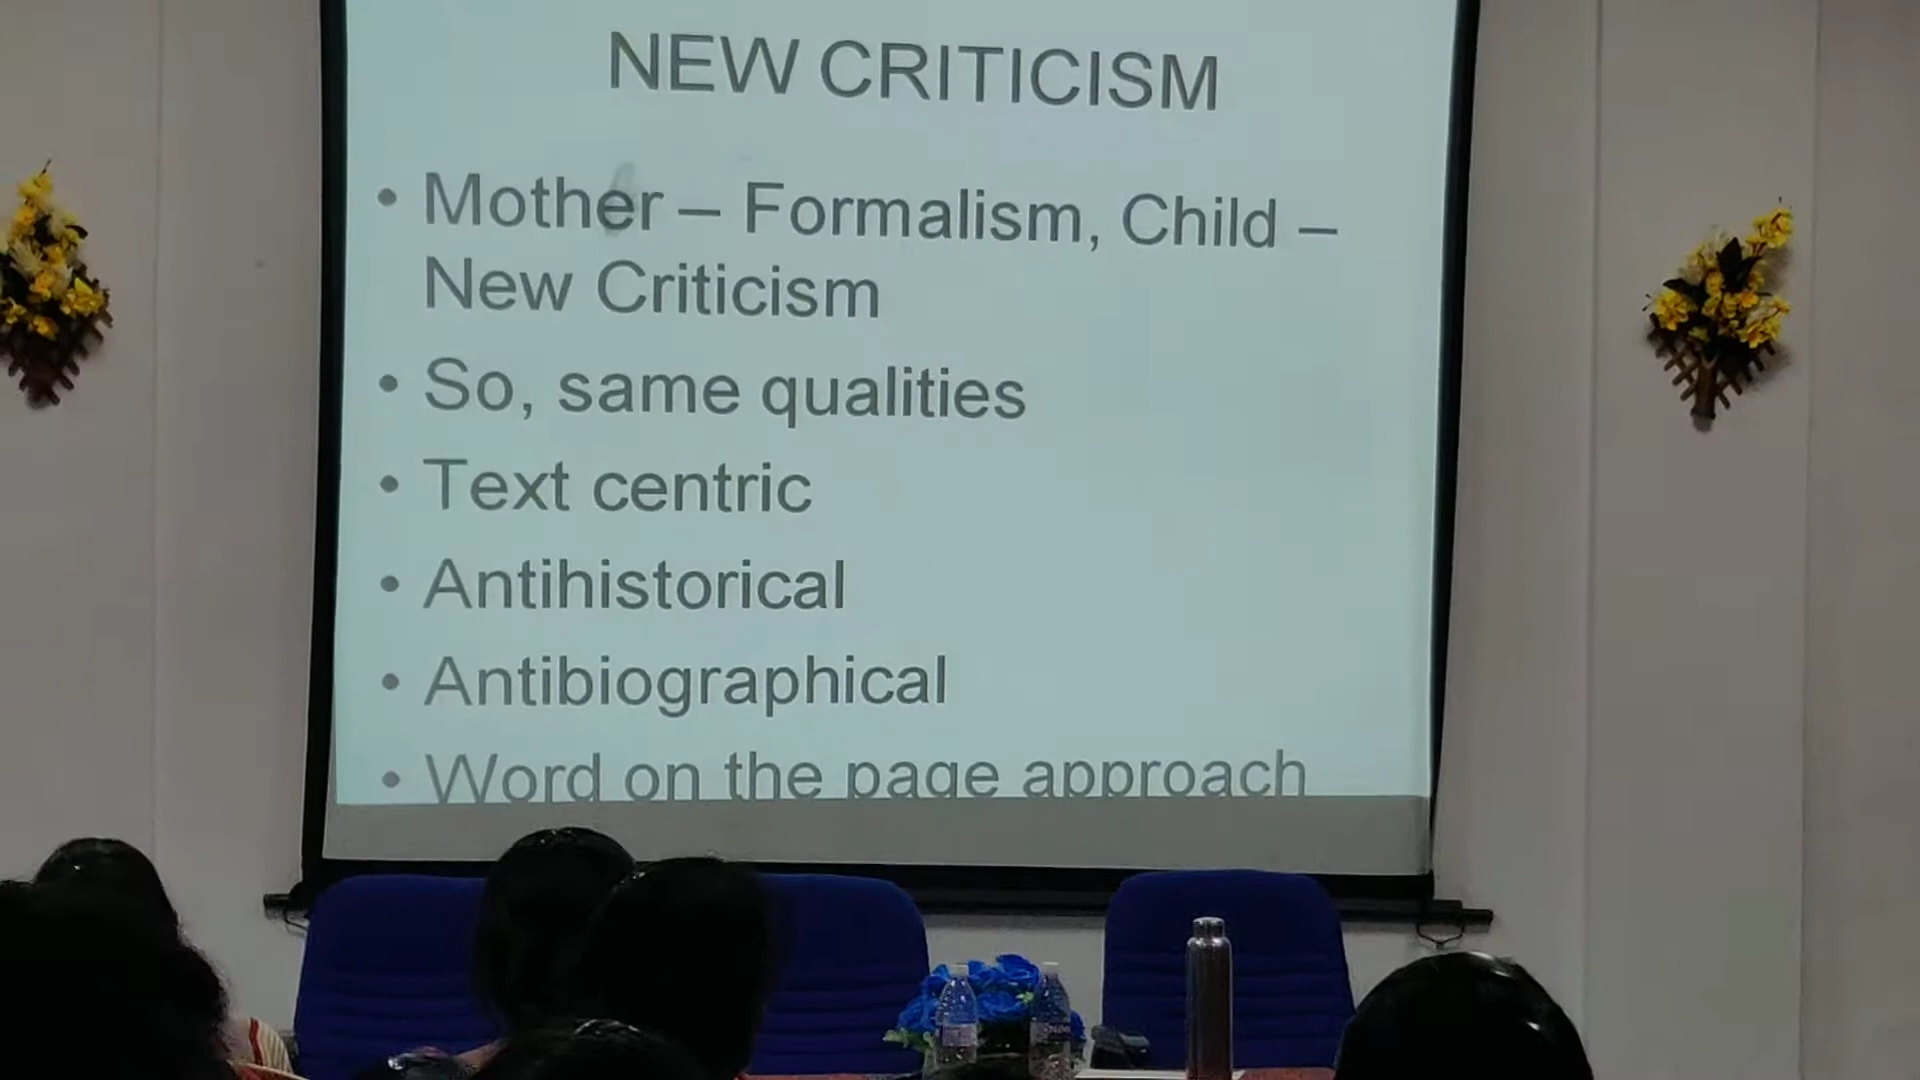 NEW CRITICISM
• Mother – Formalism, Child –
New Criticism
• So, same qualities
• Text centric
• Antihistorical
• Antibiographical
• Word on the page approach